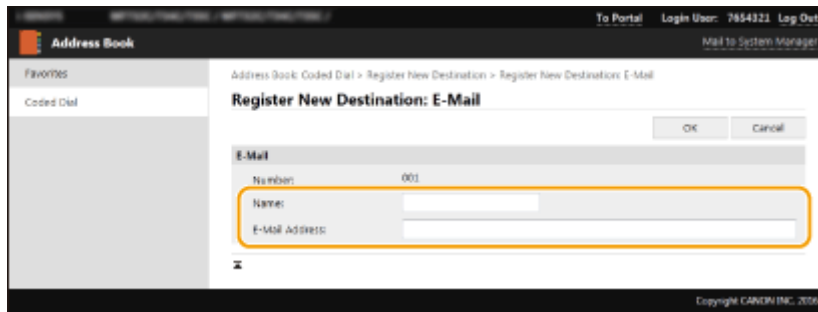 To Portal Login User: 7654321 Log Out
Address Book
Mail to System Manager
Favorites
Coded Dial
Address Book: Coded Dial > Register New Destination > Register New Destination: E-Mail
Register New Destination: E-Mail
OK Cancel
E-Mail
Number: 001
Name:
E-Mail Address:
Copyright CANON INC. 2016